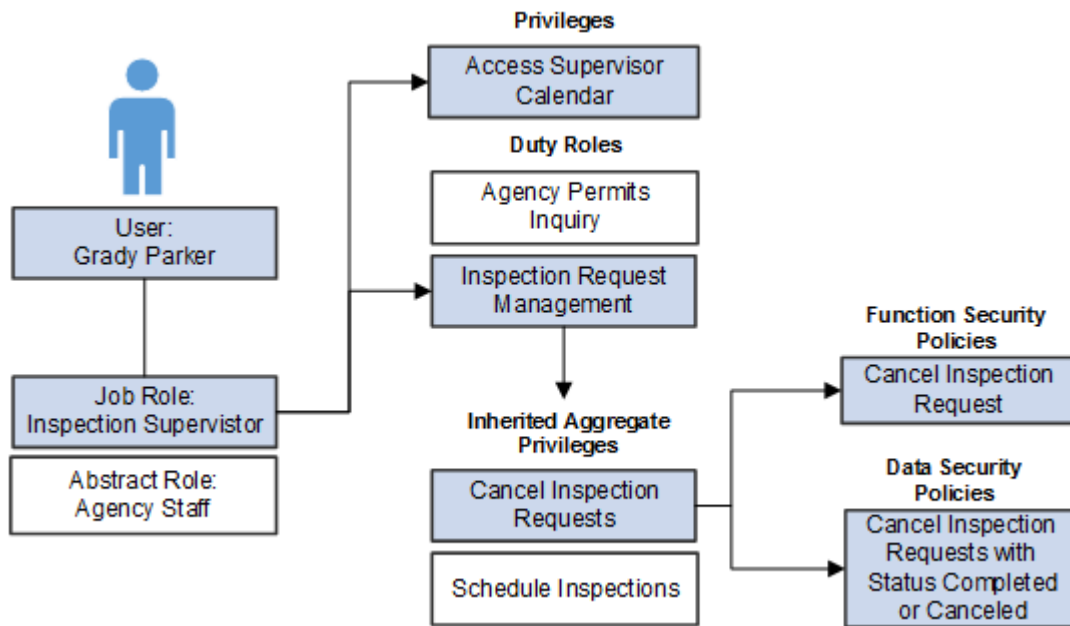 User:
Grady Parker
Job Role:
Inspection Supervistor
Abstract Role:
Agency Staff
Privileges
Access Supervisor
Calendar
Duty Roles
Agency Permits
Inquiry
Inspection Request
Management
Inherited Aggregate
Privileges
Cancel Inspection
Requests
Schedule Inspections
Function Security
Policies
Cancel Inspection
Request
Data Security
Policies
Cancel Inspection
Requests with
Status Completed
or Canceled